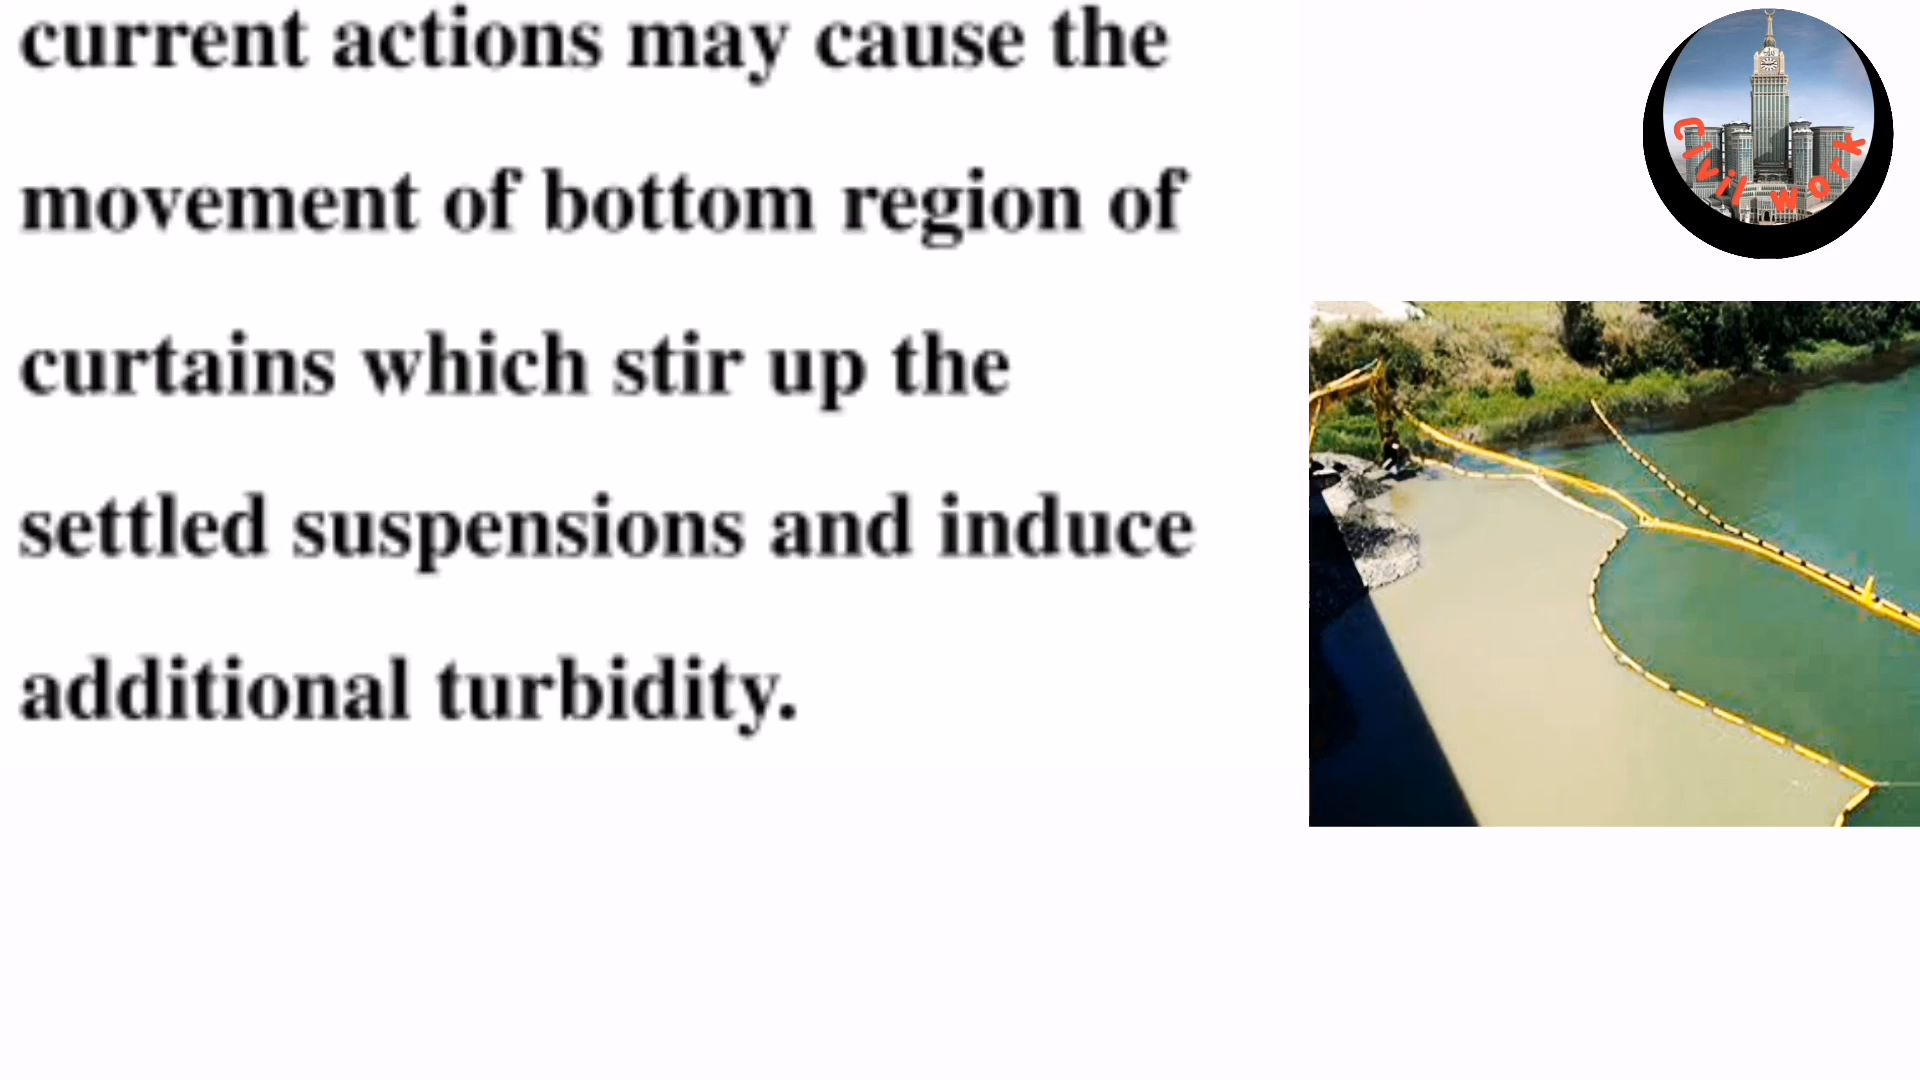 current actions may cause the
movement of bottom region of
curtains which stir up the
settled suspensions and induce
additional turbidity.
Civil work